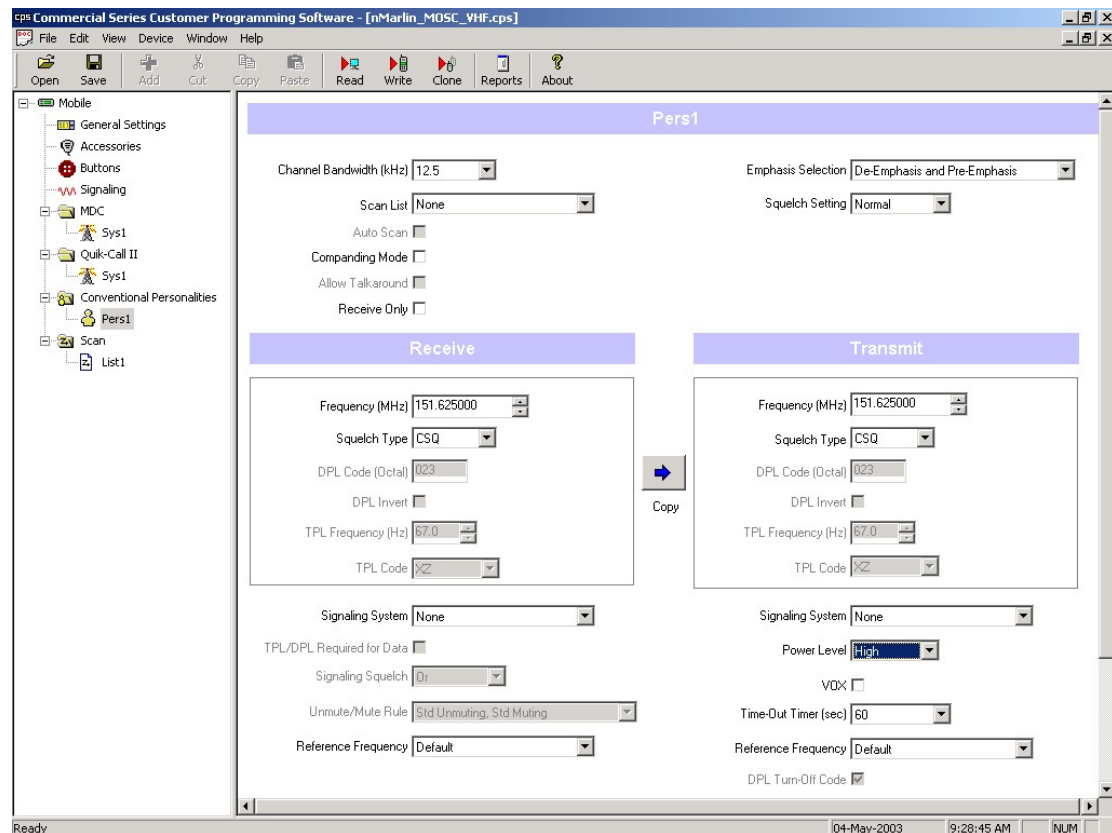 cps Commercial Series Customer Programming Software - [nMarlin_MOSC_VHF.cps]
DOC File Edit View Device Window Help
Open Save Add Cut Copy Paste Read Write Clone Reports About
Mobile
General Settings
Accessories
Buttons
Signaling
MDC
Sys1
Quik-Call II
Sys1
Conventional Personalities
Pers1
Scan
List1
Pers1
Channel Bandwidth (kHz) 12.5
Emphasis Selection De-Emphasis and Pre-Emphasis
Scan List None
Squelch Setting Normal
Auto Scan
Companding Mode
Allow Talkaround
Receive Only
Receive
Frequency (MHz) 151.625000
Squelch Type CSQ
DPL Code (Octal) 023
DPL Invert
TPL Frequency (Hz) 67.0
TPL Code XZ
Copy
Transmit
Frequency (MHz) 151.625000
Squelch Type CSQ
DPL Code (Octal) 023
DPL Invert
TPL Frequency (Hz) 67.0
TPL Code XZ
Signaling System None
TPL/DPL Required for Data
Signaling Squelch Or
Unmute/Mute Rule Std Unmuting, Std Muting
Reference Frequency Default
Signaling System None
Power Level High
VOX
Time-Out Timer (sec) 60
Reference Frequency Default
DPL Turn-Off Code
Ready 04-May-2003 9:28:45 AM NUM